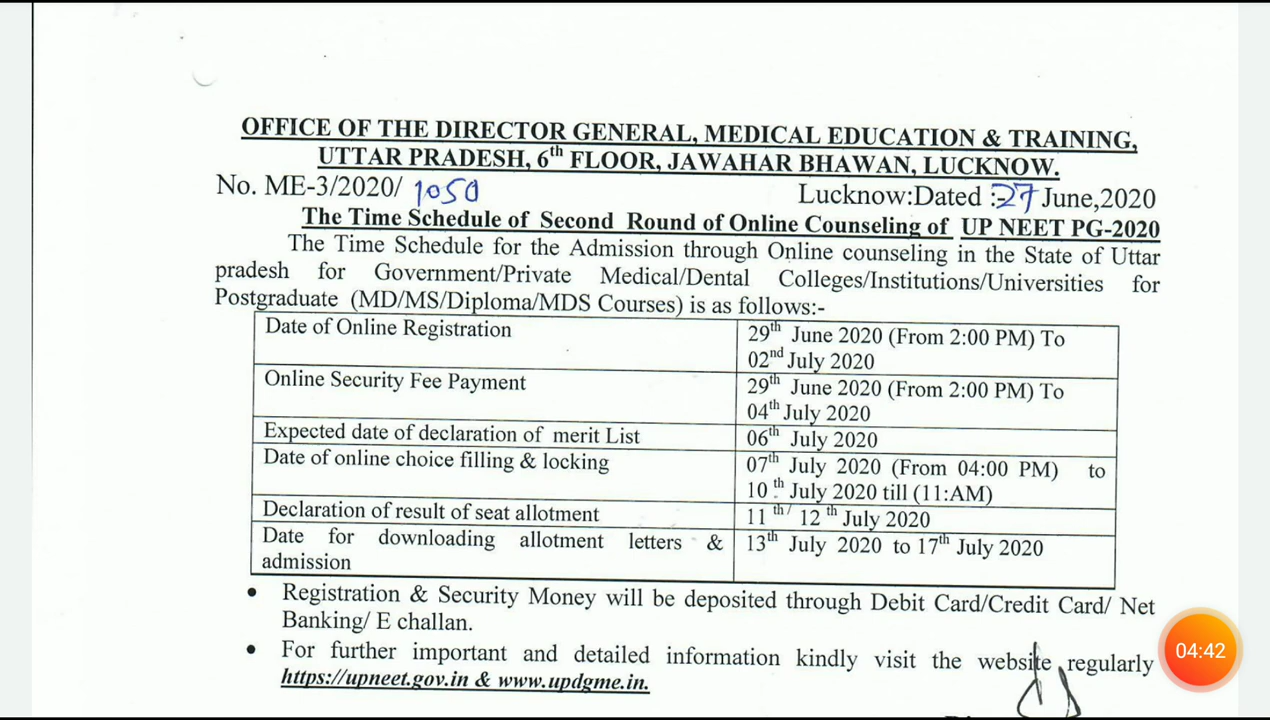 OFFICE OF THE DIRECTOR GENERAL, MEDICAL EDUCATION & TRAINING,
UTTAR PRADESH, 6th FLOOR, JAWAHAR BHAWAN, LUCKNOW.
No. ME-3/2020/ 1050 Lucknow:Dated :-27 June,2020
The Time Schedule of Second Round of Online Counseling of UP NEET PG-2020
The Time Schedule for the Admission through Online counseling in the State of Uttar
pradesh for Government/Private Medical/Dental Colleges/Institutions/Universities for
Postgraduate (MD/MS/Diploma/MDS Courses) is as follows:-
Date of Online Registration 29th June 2020 (From 2:00 PM) To
02nd July 2020
Online Security Fee Payment 29th June 2020 (From 2:00 PM) To
04th July 2020
Expected date of declaration of merit List 06th July 2020
Date of online choice filling & locking 07th July 2020 (From 04:00 PM) to
10 th July 2020 till (11:AM)
Declaration of result of seat allotment 11 th/ 12 th July 2020
Date for downloading allotment letters & 13th July 2020 to 17th July 2020
admission
• Registration & Security Money will be deposited through Debit Card/Credit Card/ Net
Banking/ E challan.
• For further important and detailed information kindly visit the website regularly
https://upneet.gov.in & www.updgme.in.
04:42